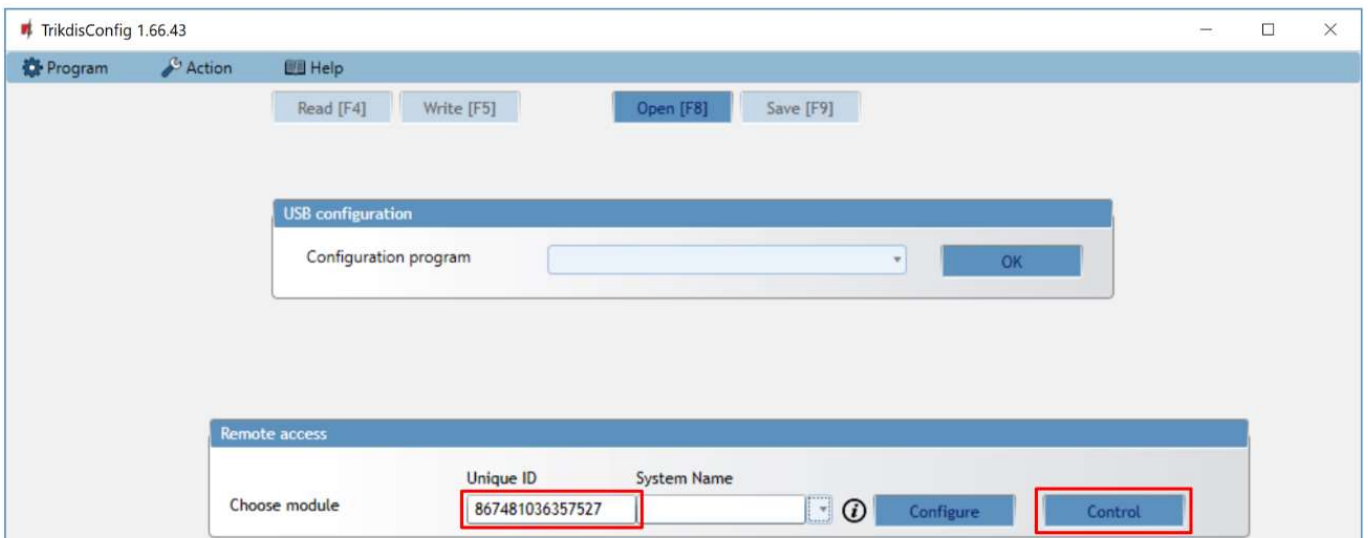 TrikdisConfig 1.66.43
Program Action Help
Read [F4] Write [F5] Open [F8] Save [F9]
USB configuration
Configuration program OK
Remote access
Unique ID System Name
Choose module 867481036357527 i Configure Control